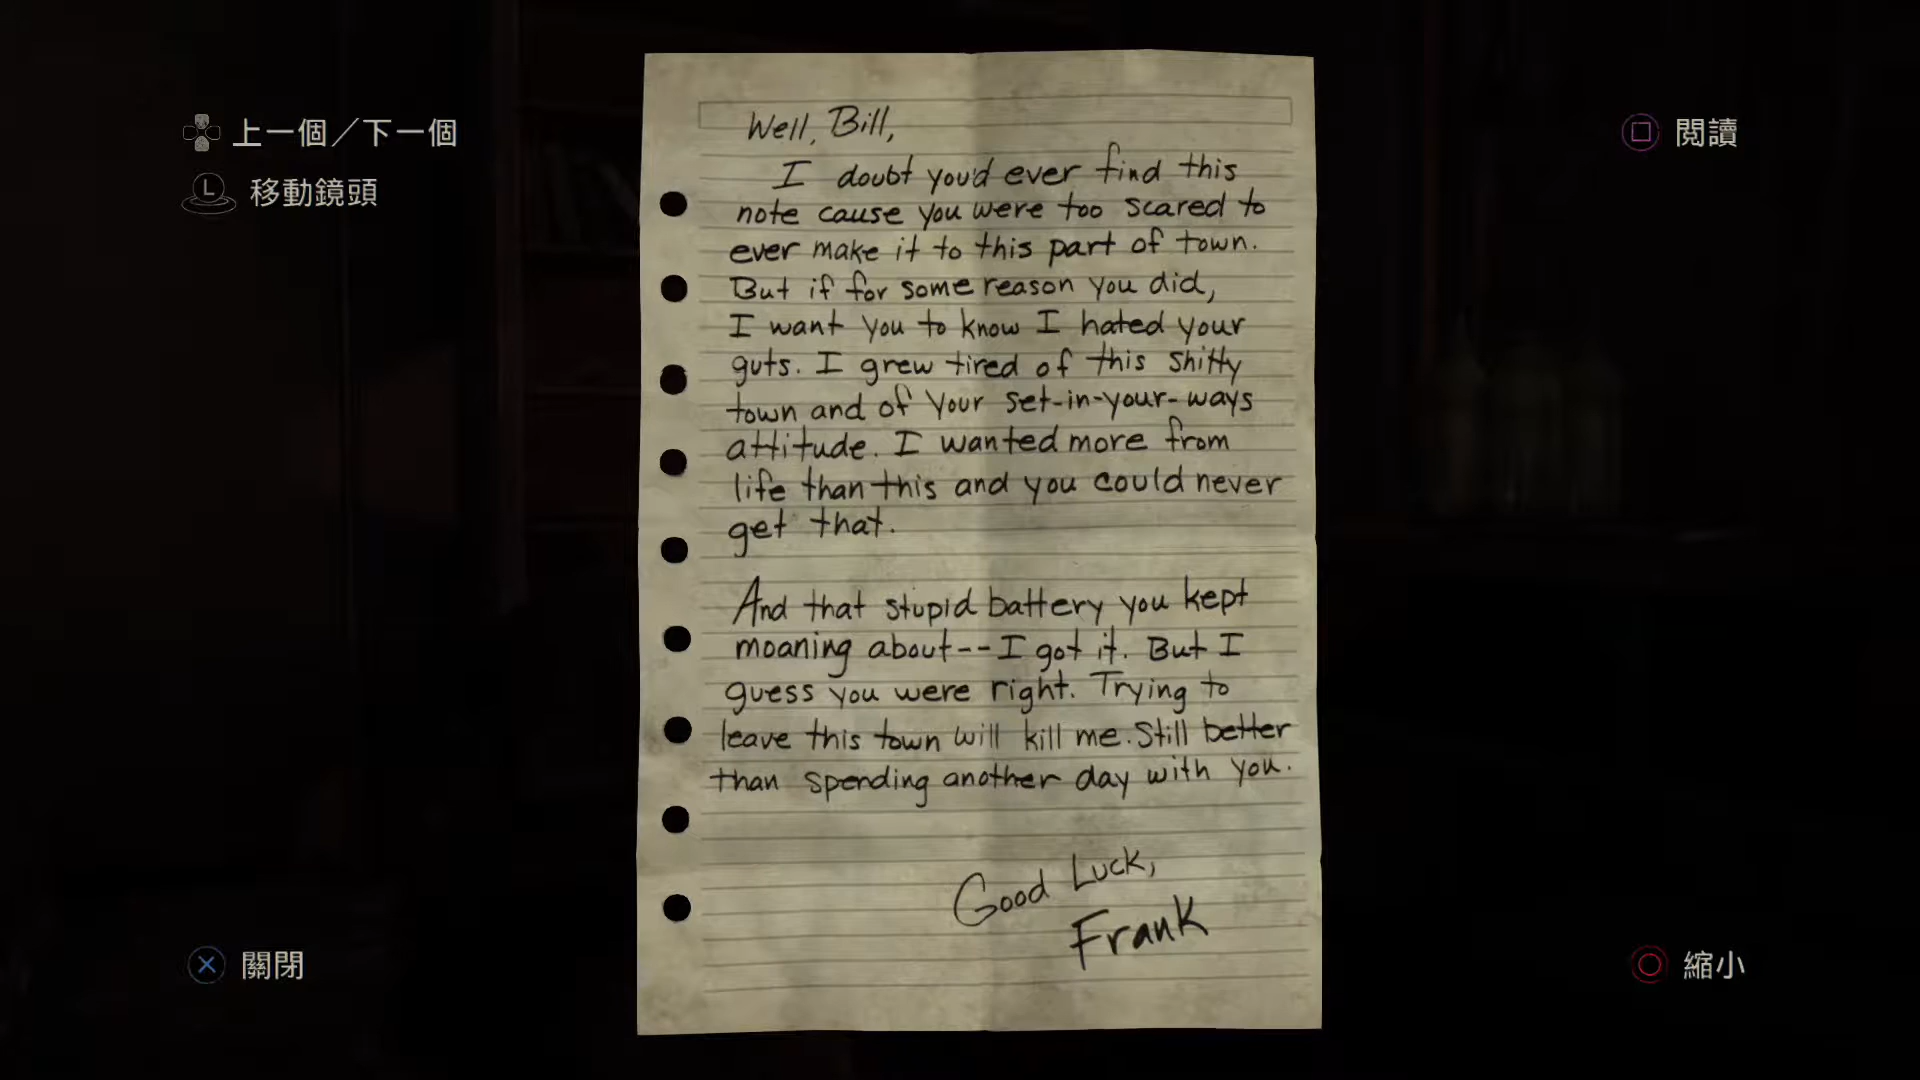 上一個／下一個
L 移動鏡頭
閱讀
Well, Bill,
I doubt you'd ever find this
note cause you were too scared to
ever make it to this part of town.
But if for some reason you did,
I want you to know I hated your
guts. I grew tired of this shitty
town and of your set-in-your-ways
attitude. I wanted more from
life than this and you could never
get that.
And that stupid battery you kept
moaning about--I got it. But I
guess you were right. Trying to
leave this town will kill me. Still better
than spending another day with you.
Good Luck,
Frank
關閉
縮小